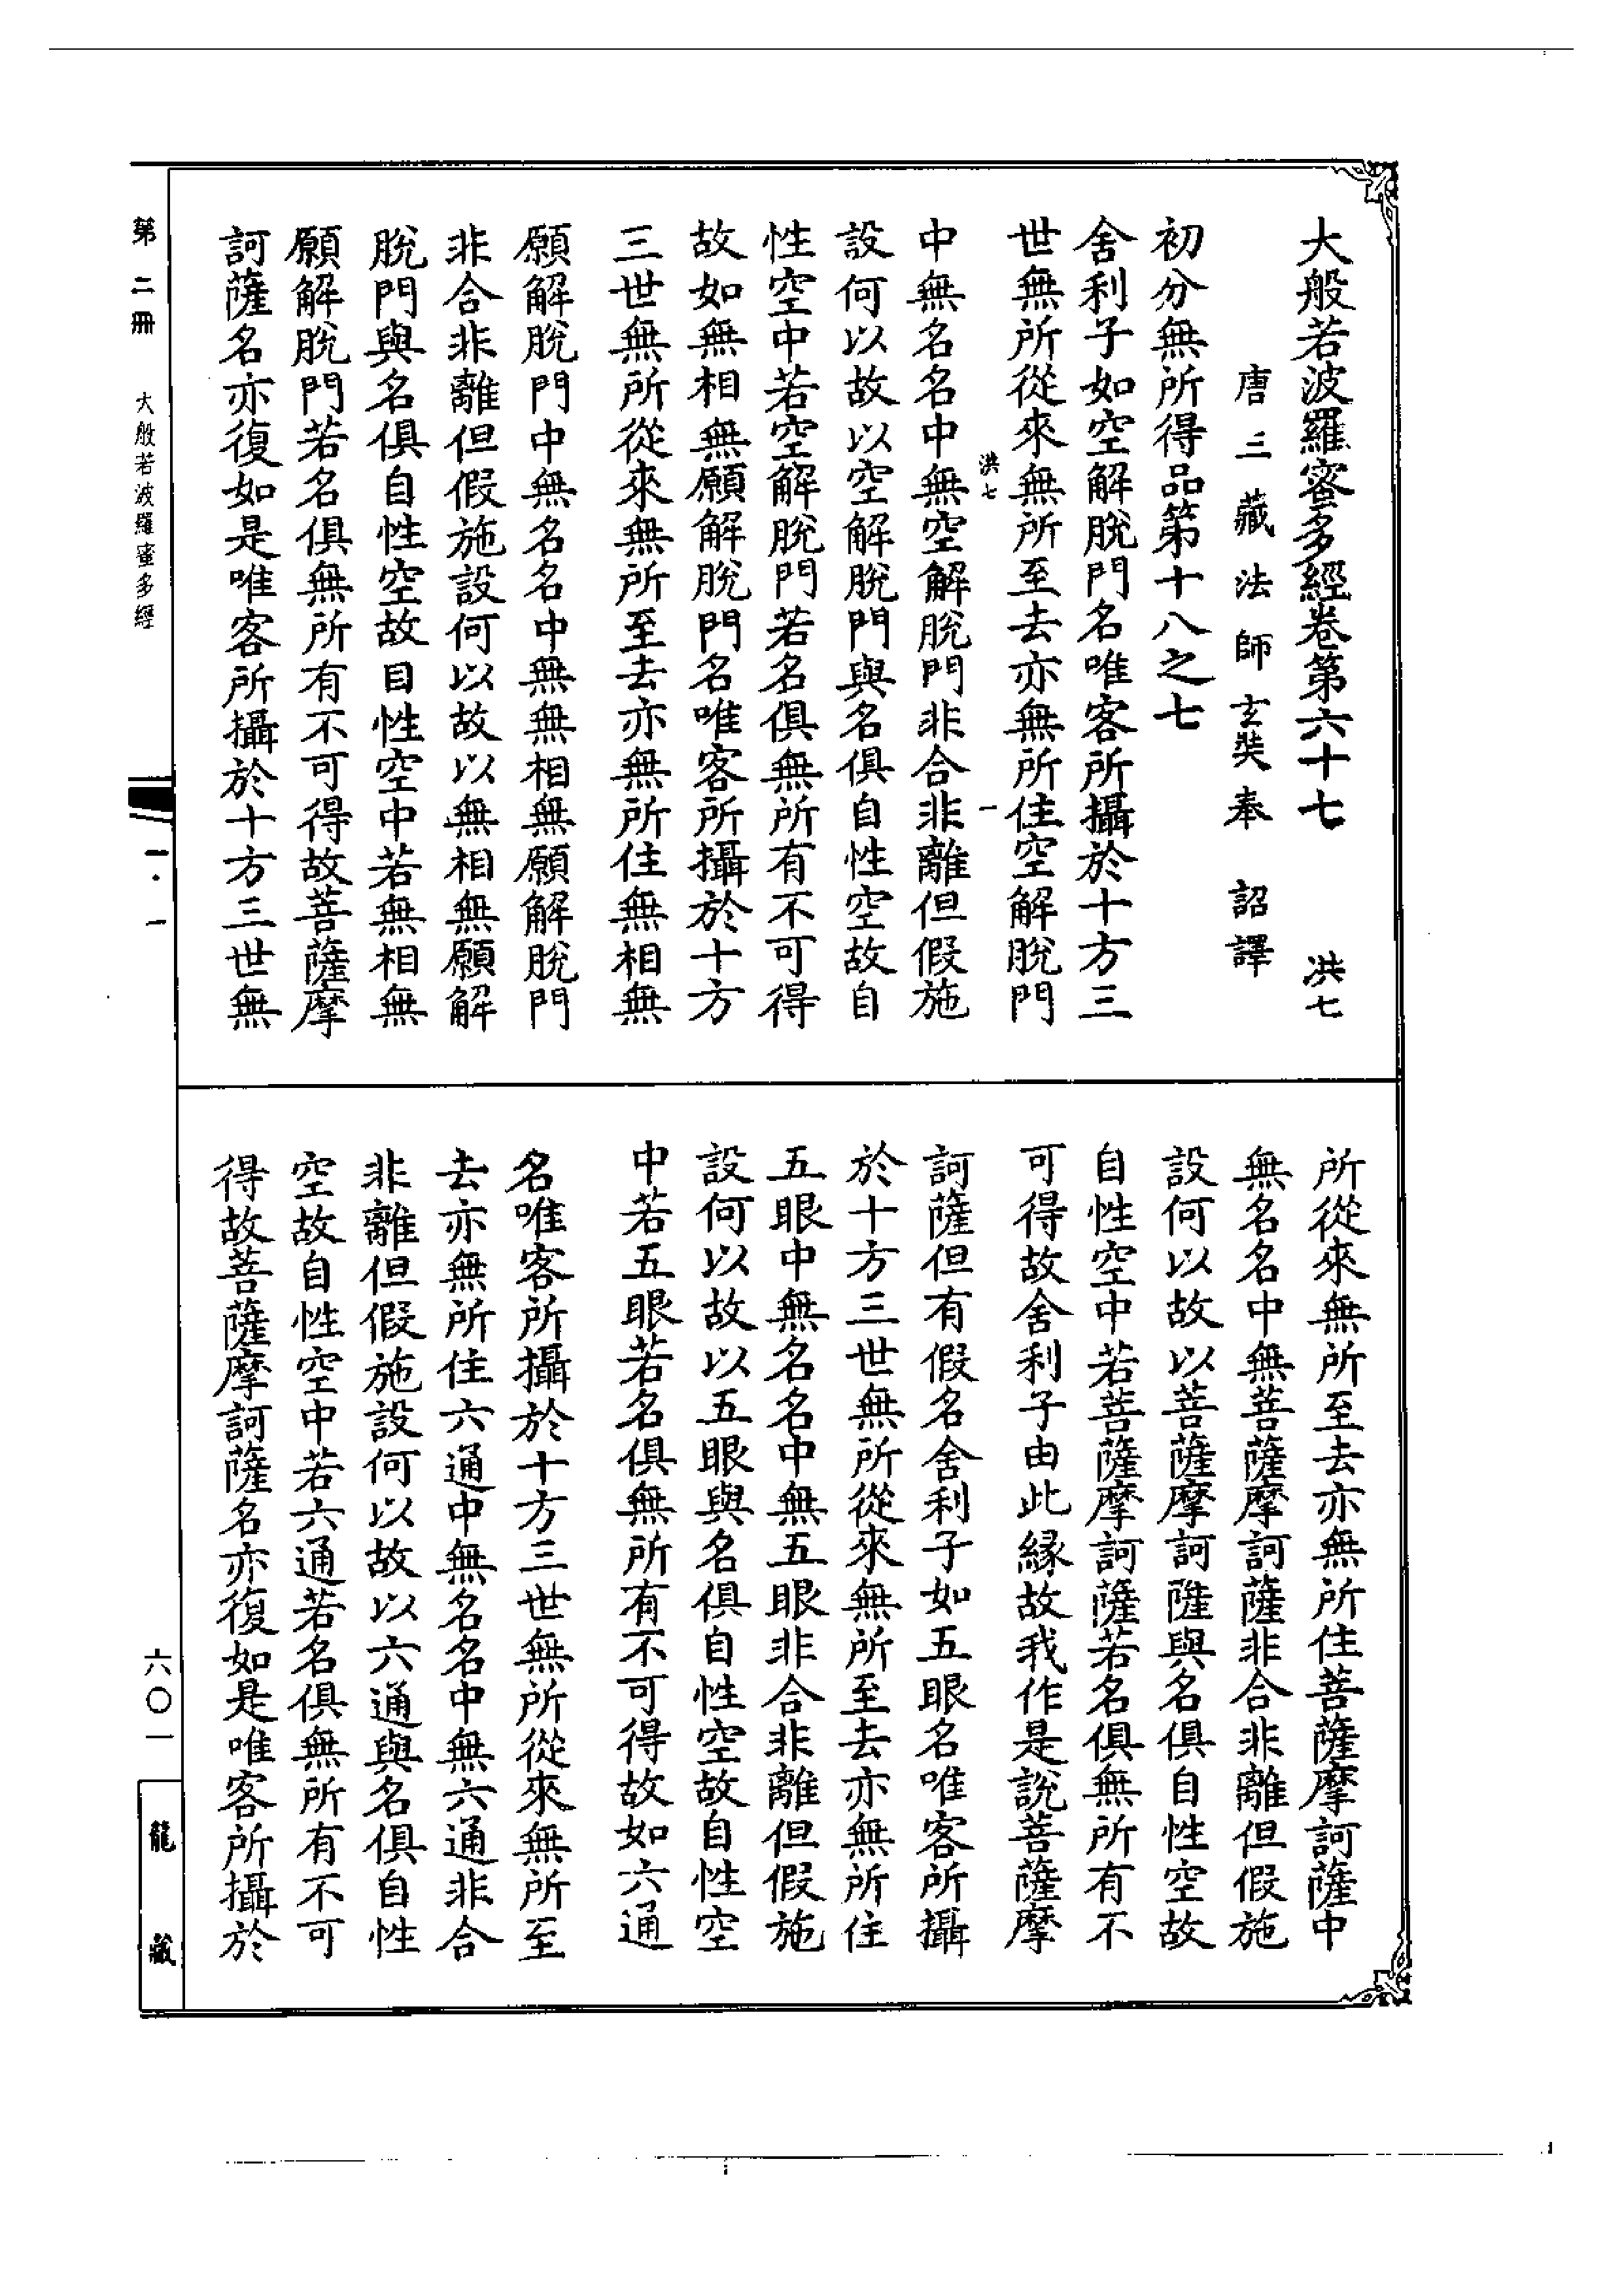 大般若波羅蜜多經卷第六十七　洪七
唐三藏法師玄奘奉　詔譯
初分無所得品第十八之七
舍利子如空解脫門名唯客所攝於十方三
世無所從來無所至去亦無所住空解脫門
洪七　一
中無名名中無空解脫門非合非離但假施
設何以故以空解脫門與名俱自性空故自
性空中若空解脫門若名俱無所有不可得
故如無相無願解脫門名唯客所攝於十方
三世無所從來無所至去亦無所住無相無
願解脫門中無名名中無無相無願解脫門
非合非離但假施設何以故以無相無願解
脫門與名俱自性空故自性空中若無相無
願解脫門若名俱無所有不可得故菩薩摩
訶薩名亦復如是唯客所攝於十方三世無
所從來無所至去亦無所住菩薩摩訶薩中
無名名中無菩薩摩訶薩非合非離但假施
設何以故以菩薩摩訶薩與名俱自性空故
自性空中若菩薩摩訶薩若名俱無所有不
可得故舍利子由此緣故我作是說菩薩摩
訶薩但有假名舍利子如五眼名唯客所攝
於十方三世無所從來無所至去亦無所住
五眼中無名名中無五眼非合非離但假施
設何以故以五眼與名俱自性空故自性空
中若五眼若名俱無所有不可得故如六通
名唯客所攝於十方三世無所從來無所至
去亦無所住六通中無名名中無六通非合
非離但假施設何以故以六通與名俱自性
空故自性空中若六通若名俱無所有不可
得故菩薩摩訶薩名亦復如是唯客所攝於
第二冊　大般若波羅蜜多經　一·一　六〇一　龍藏